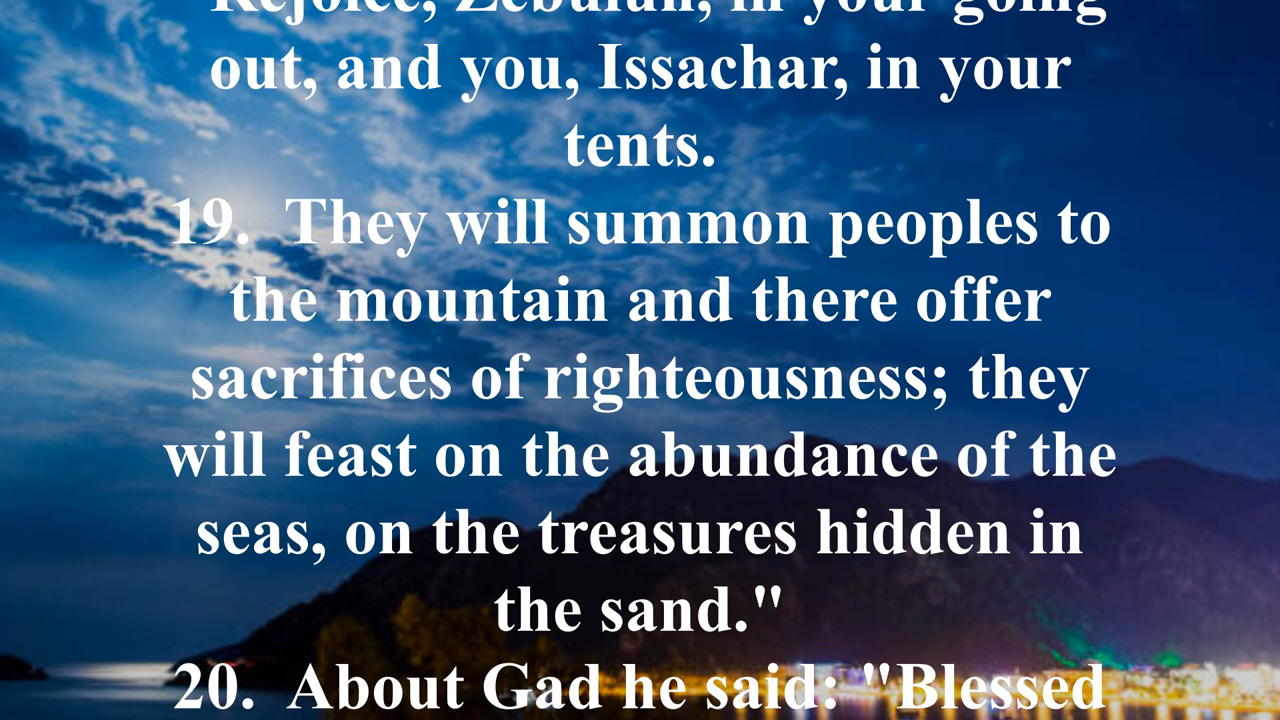 "Rejoice, Zebulun, in your going
out, and you, Issachar, in your
tents.
19. They will summon peoples to
the mountain and there offer
sacrifices of righteousness; they
will feast on the abundance of the
seas, on the treasures hidden in
the sand."
20. About Gad he said: "Blessed